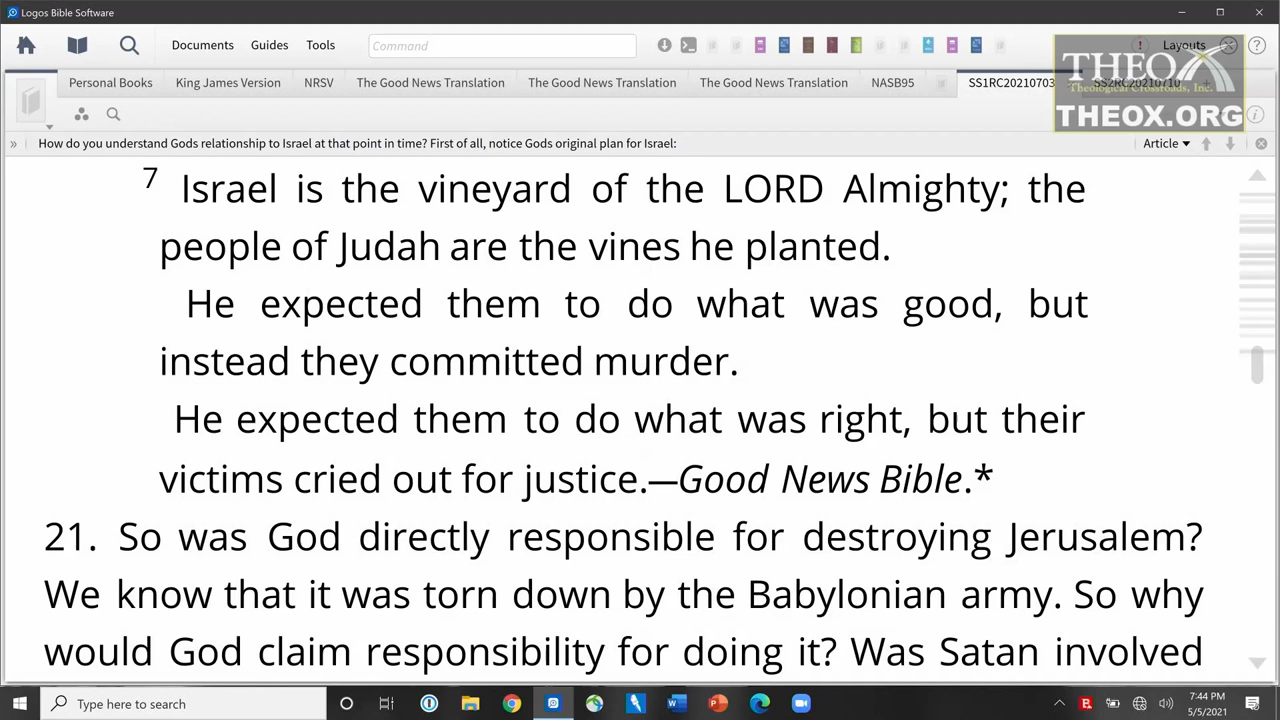 Logos Bible Software
Documents Guides Tools Command Layouts
Personal Books King James Version NRSV The Good News Translation The Good News Translation The Good News Translation NASB95 SS1RC20210703
THEOX
Theological Crossroads, Inc.
THEOX.ORG
» How do you understand Gods relationship to Israel at that point in time? First of all, notice Gods original plan for Israel: Article
7 Israel is the vineyard of the LORD Almighty; the
people of Judah are the vines he planted.
He expected them to do what was good, but
instead they committed murder.
He expected them to do what was right, but their
victims cried out for justice.—Good News Bible.*
21. So was God directly responsible for destroying Jerusalem?
We know that it was torn down by the Babylonian army. So why
would God claim responsibility for doing it? Was Satan involved
Type here to search
7:44 PM
5/5/2021